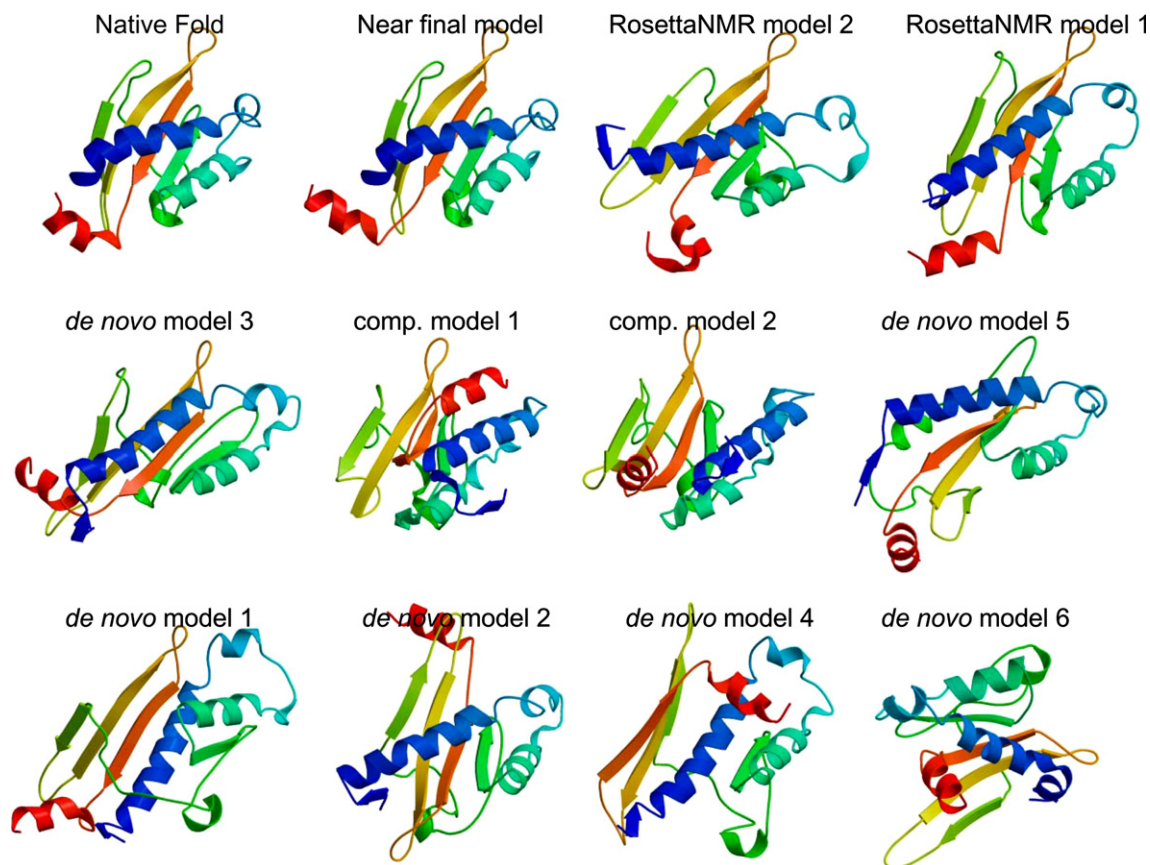 Native Fold
Near final model
RosettaNMR model 2
RosettaNMR model 1
de novo model 3
comp. model 1
comp. model 2
de novo model 5
de novo model 1
de novo model 2
de novo model 4
de novo model 6